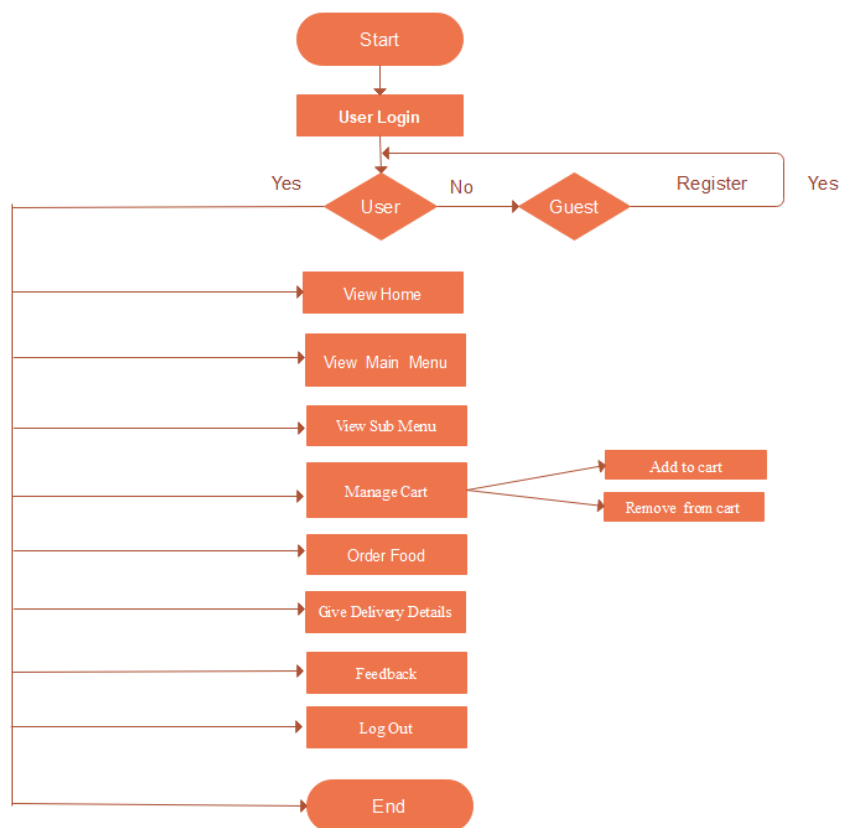 Start
User Login
Yes
User
No
Guest
Register
Yes
View Home
View Main Menu
View Sub Menu
Manage Cart
Add to cart
Remove from cart
Order Food
Give Delivery Details
Feedback
Log Out
End